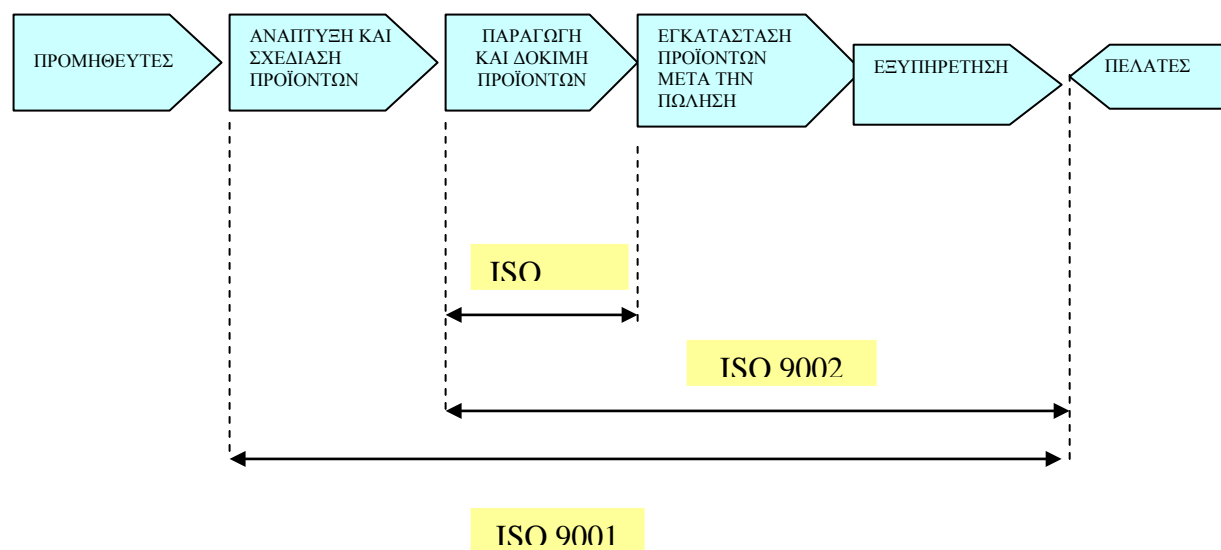 ΠΡΟΜΗΘΕΥΤΕΣ
ΑΝΑΠΤΥΞΗ ΚΑΙ
ΣΧΕΔΙΑΣΗ
ΠΡΟΪΟΝΤΩΝ
ΠΑΡΑΓΩΓΗ
ΚΑΙ ΔΟΚΙΜΗ
ΠΡΟΪΟΝΤΩΝ
ΕΓΚΑΤΑΣΤΑΣΗ
ΠΡΟΪΟΝΤΩΝ
ΜΕΤΑ ΤΗΝ
ΠΩΛΗΣΗ
ΕΞΥΠΗΡΕΤΗΣΗ
ΠΕΛΑΤΕΣ
ISO
ISO 9002
ISO 9001